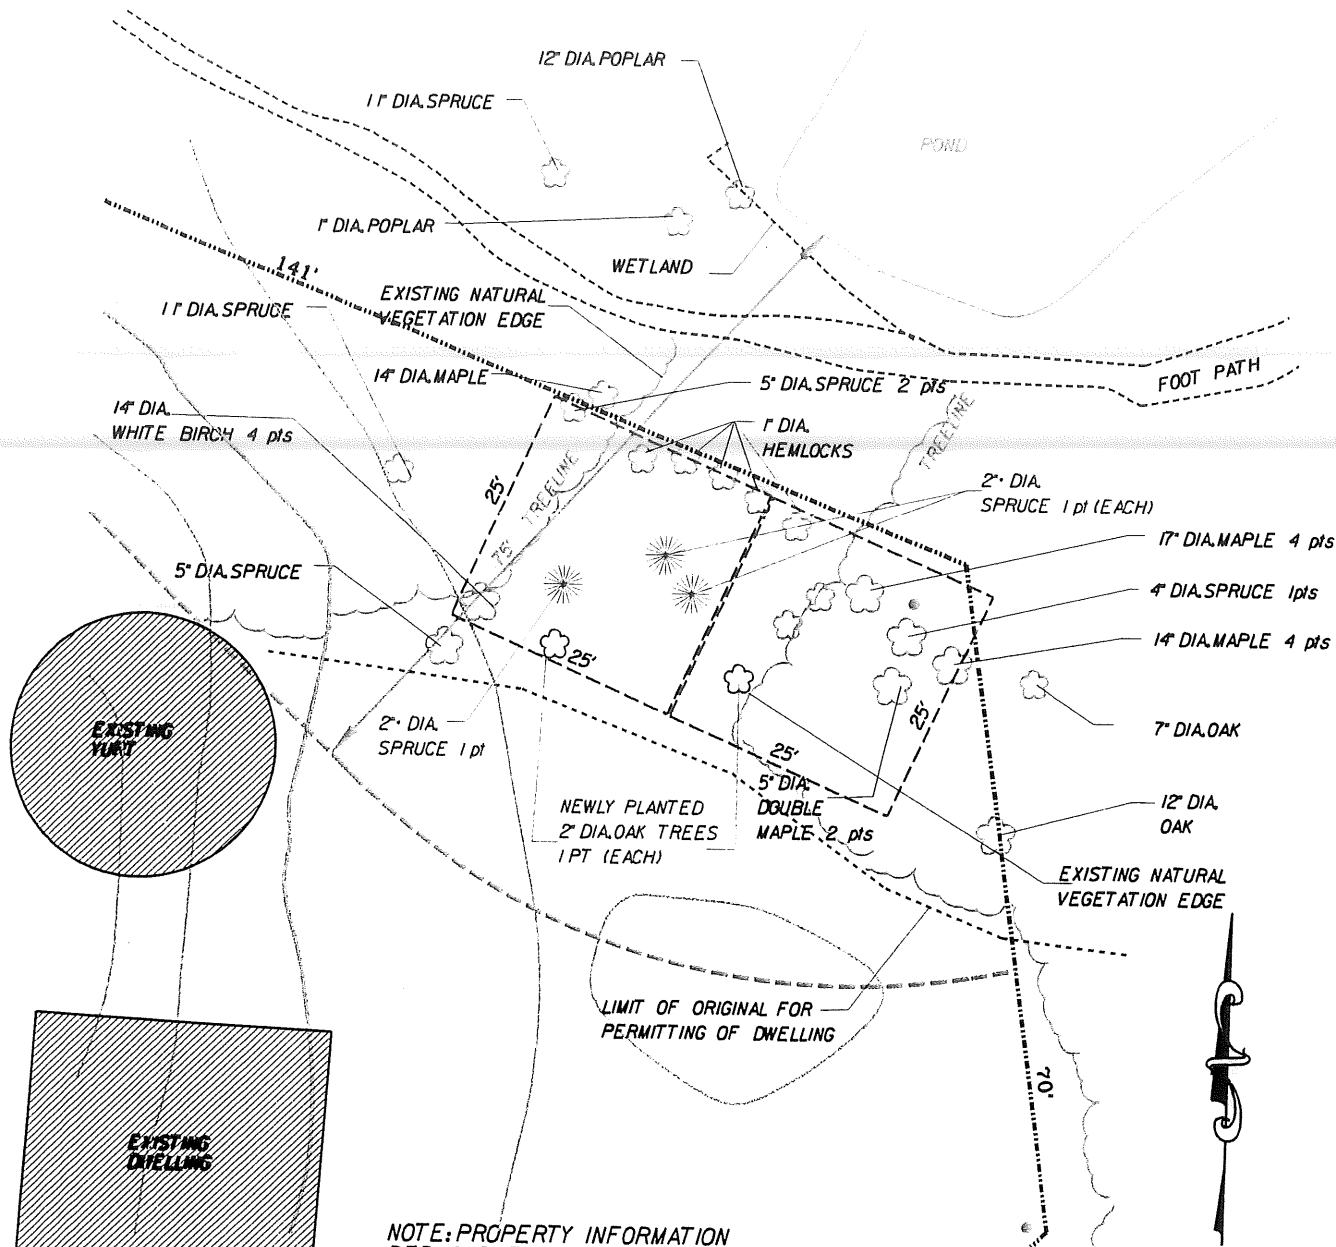 12" DIA. POPLAR
11" DIA. SPRUCE
POND
1" DIA. POPLAR
WETLAND
141'
EXISTING NATURAL
VEGETATION EDGE
11" DIA. SPRUCE
FOOT PATH
14" DIA. MAPLE
5" DIA. SPRUCE 2 pts
14" DIA.
WHITE BIRCH 4 pts
1" DIA.
HEMLOCKS
TREELINE
TREELINE
25'
75'
2"· DIA.
SPRUCE 1 pt (EACH)
17" DIA. MAPLE 4 pts
5" DIA. SPRUCE
4" DIA. SPRUCE 1pts
14" DIA. MAPLE 4 pts
25'
25'
2"· DIA.
SPRUCE 1 pt
7" DIA. OAK
EXISTING
YURT
25'
5" DIA.
DOUBLE
MAPLE 2 pts
NEWLY PLANTED
2" DIA. OAK TREES
1 PT (EACH)
12" DIA.
OAK
EXISTING NATURAL
VEGETATION EDGE
LIMIT OF ORIGINAL FOR
PERMITTING OF DWELLING
70'
EXISTING
DWELLING
NOTE: PROPERTY INFORMATION